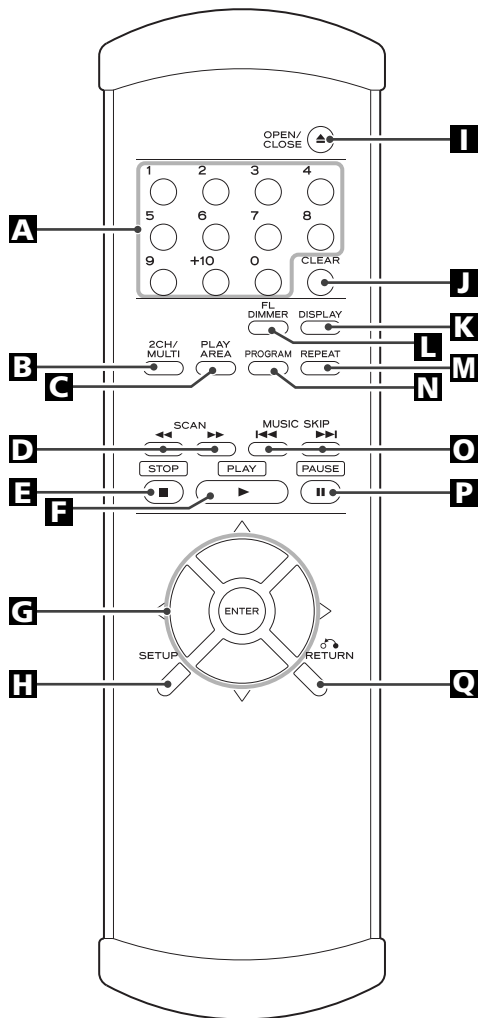 OPEN/
CLOSE
I
1 2 3 4
A
5 6 7 8
9 +10 0 CLEAR
J
FL
DIMMER DISPLAY
K
L
2CH/
MULTI PLAY
AREA PROGRAM REPEAT
B
C
M
N
SCAN MUSIC SKIP
D
O
STOP PLAY PAUSE
E
F
P
G
ENTER
SETUP RETURN
H
Q